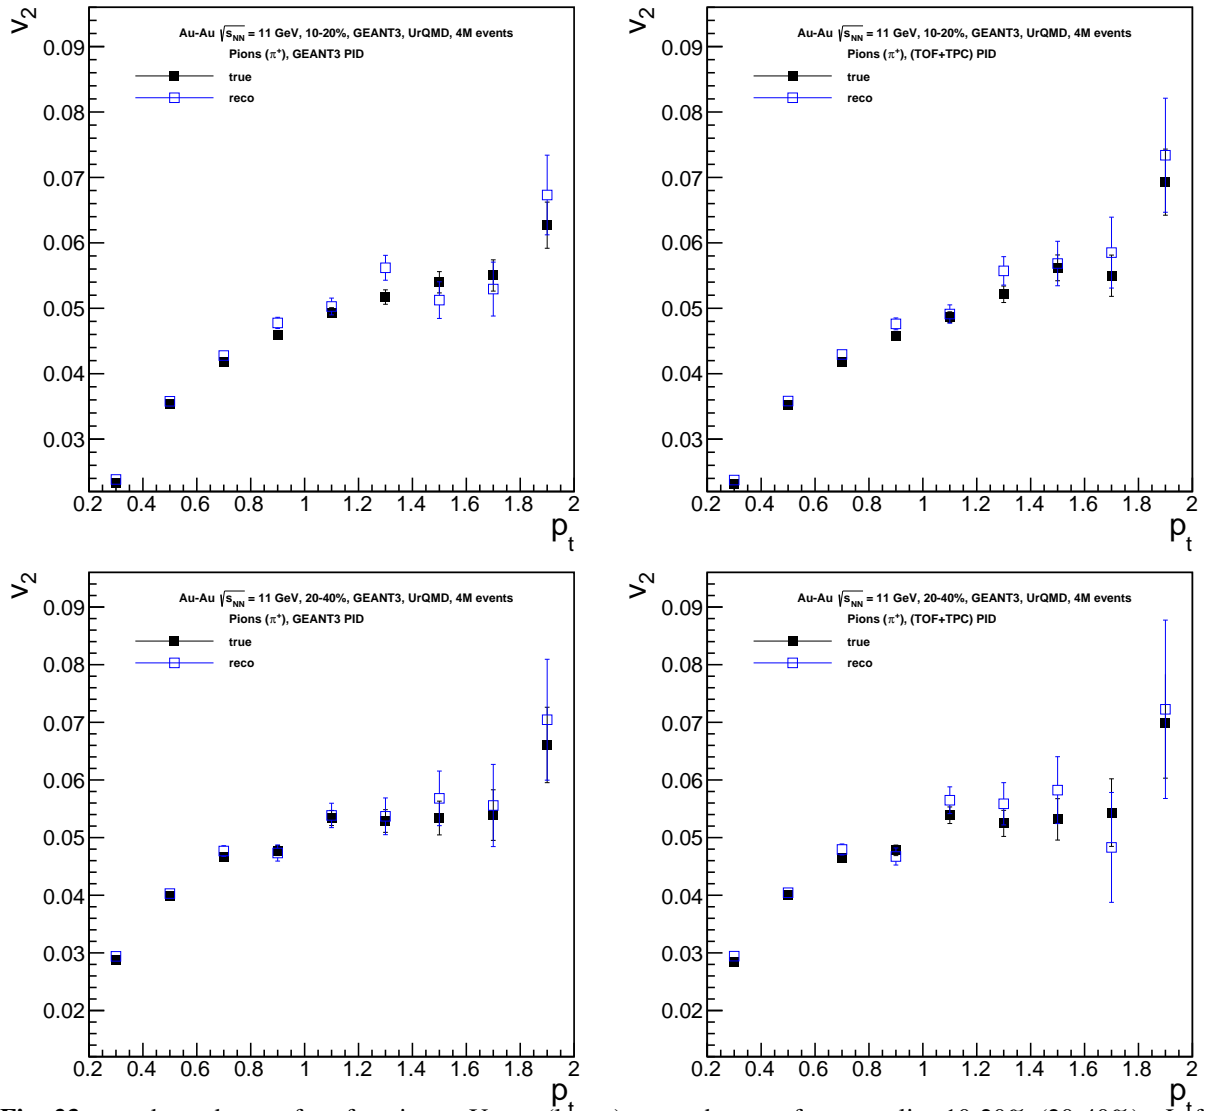 v2
Au-Au √sNN = 11 GeV, 10-20%, GEANT3, UrQMD, 4M events
Pions (π+), GEANT3 PID
true
reco
0.09
0.08
0.07
0.06
0.05
0.04
0.03
0.2 0.4 0.6 0.8 1 1.2 1.4 1.6 1.8 2
pt
v2
Au-Au √sNN = 11 GeV, 10-20%, GEANT3, UrQMD, 4M events
Pions (π+), (TOF+TPC) PID
true
reco
0.09
0.08
0.07
0.06
0.05
0.04
0.03
0.2 0.4 0.6 0.8 1 1.2 1.4 1.6 1.8 2
pt
v2
Au-Au √sNN = 11 GeV, 20-40%, GEANT3, UrQMD, 4M events
Pions (π+), GEANT3 PID
true
reco
0.09
0.08
0.07
0.06
0.05
0.04
0.03
0.02
0.2 0.4 0.6 0.8 1 1.2 1.4 1.6 1.8 2
pt
v2
Au-Au √sNN = 11 GeV, 20-40%, GEANT3, UrQMD, 4M events
Pions (π+), (TOF+TPC) PID
true
reco
0.09
0.08
0.07
0.06
0.05
0.04
0.03
0.02
0.2 0.4 0.6 0.8 1 1.2 1.4 1.6 1.8 2
pt